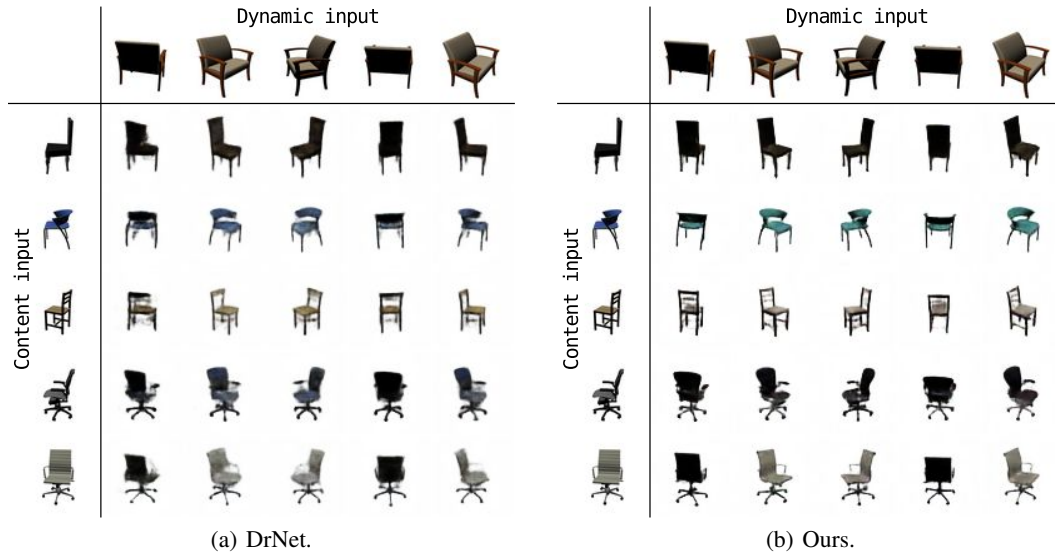 Dynamic input
Dynamic input
Content input
Content input
(a) DrNet.
(b) Ours.